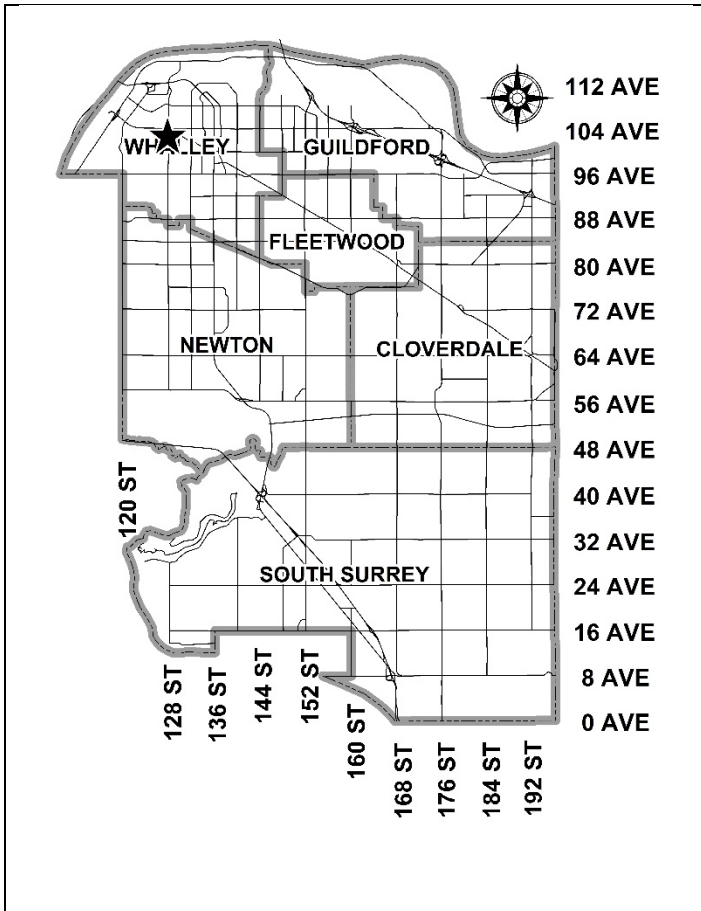 112 AVE
104 AVE
WHALLEY
GUILDFORD
96 AVE
88 AVE
FLEETWOOD
80 AVE
72 AVE
NEWTON
CLOVERDALE
64 AVE
56 AVE
48 AVE
120 ST
40 AVE
32 AVE
SOUTH SURREY
24 AVE
16 AVE
128 ST
136 ST
144 ST
152 ST
160 ST
8 AVE
0 AVE
168 ST
176 ST
184 ST
192 ST